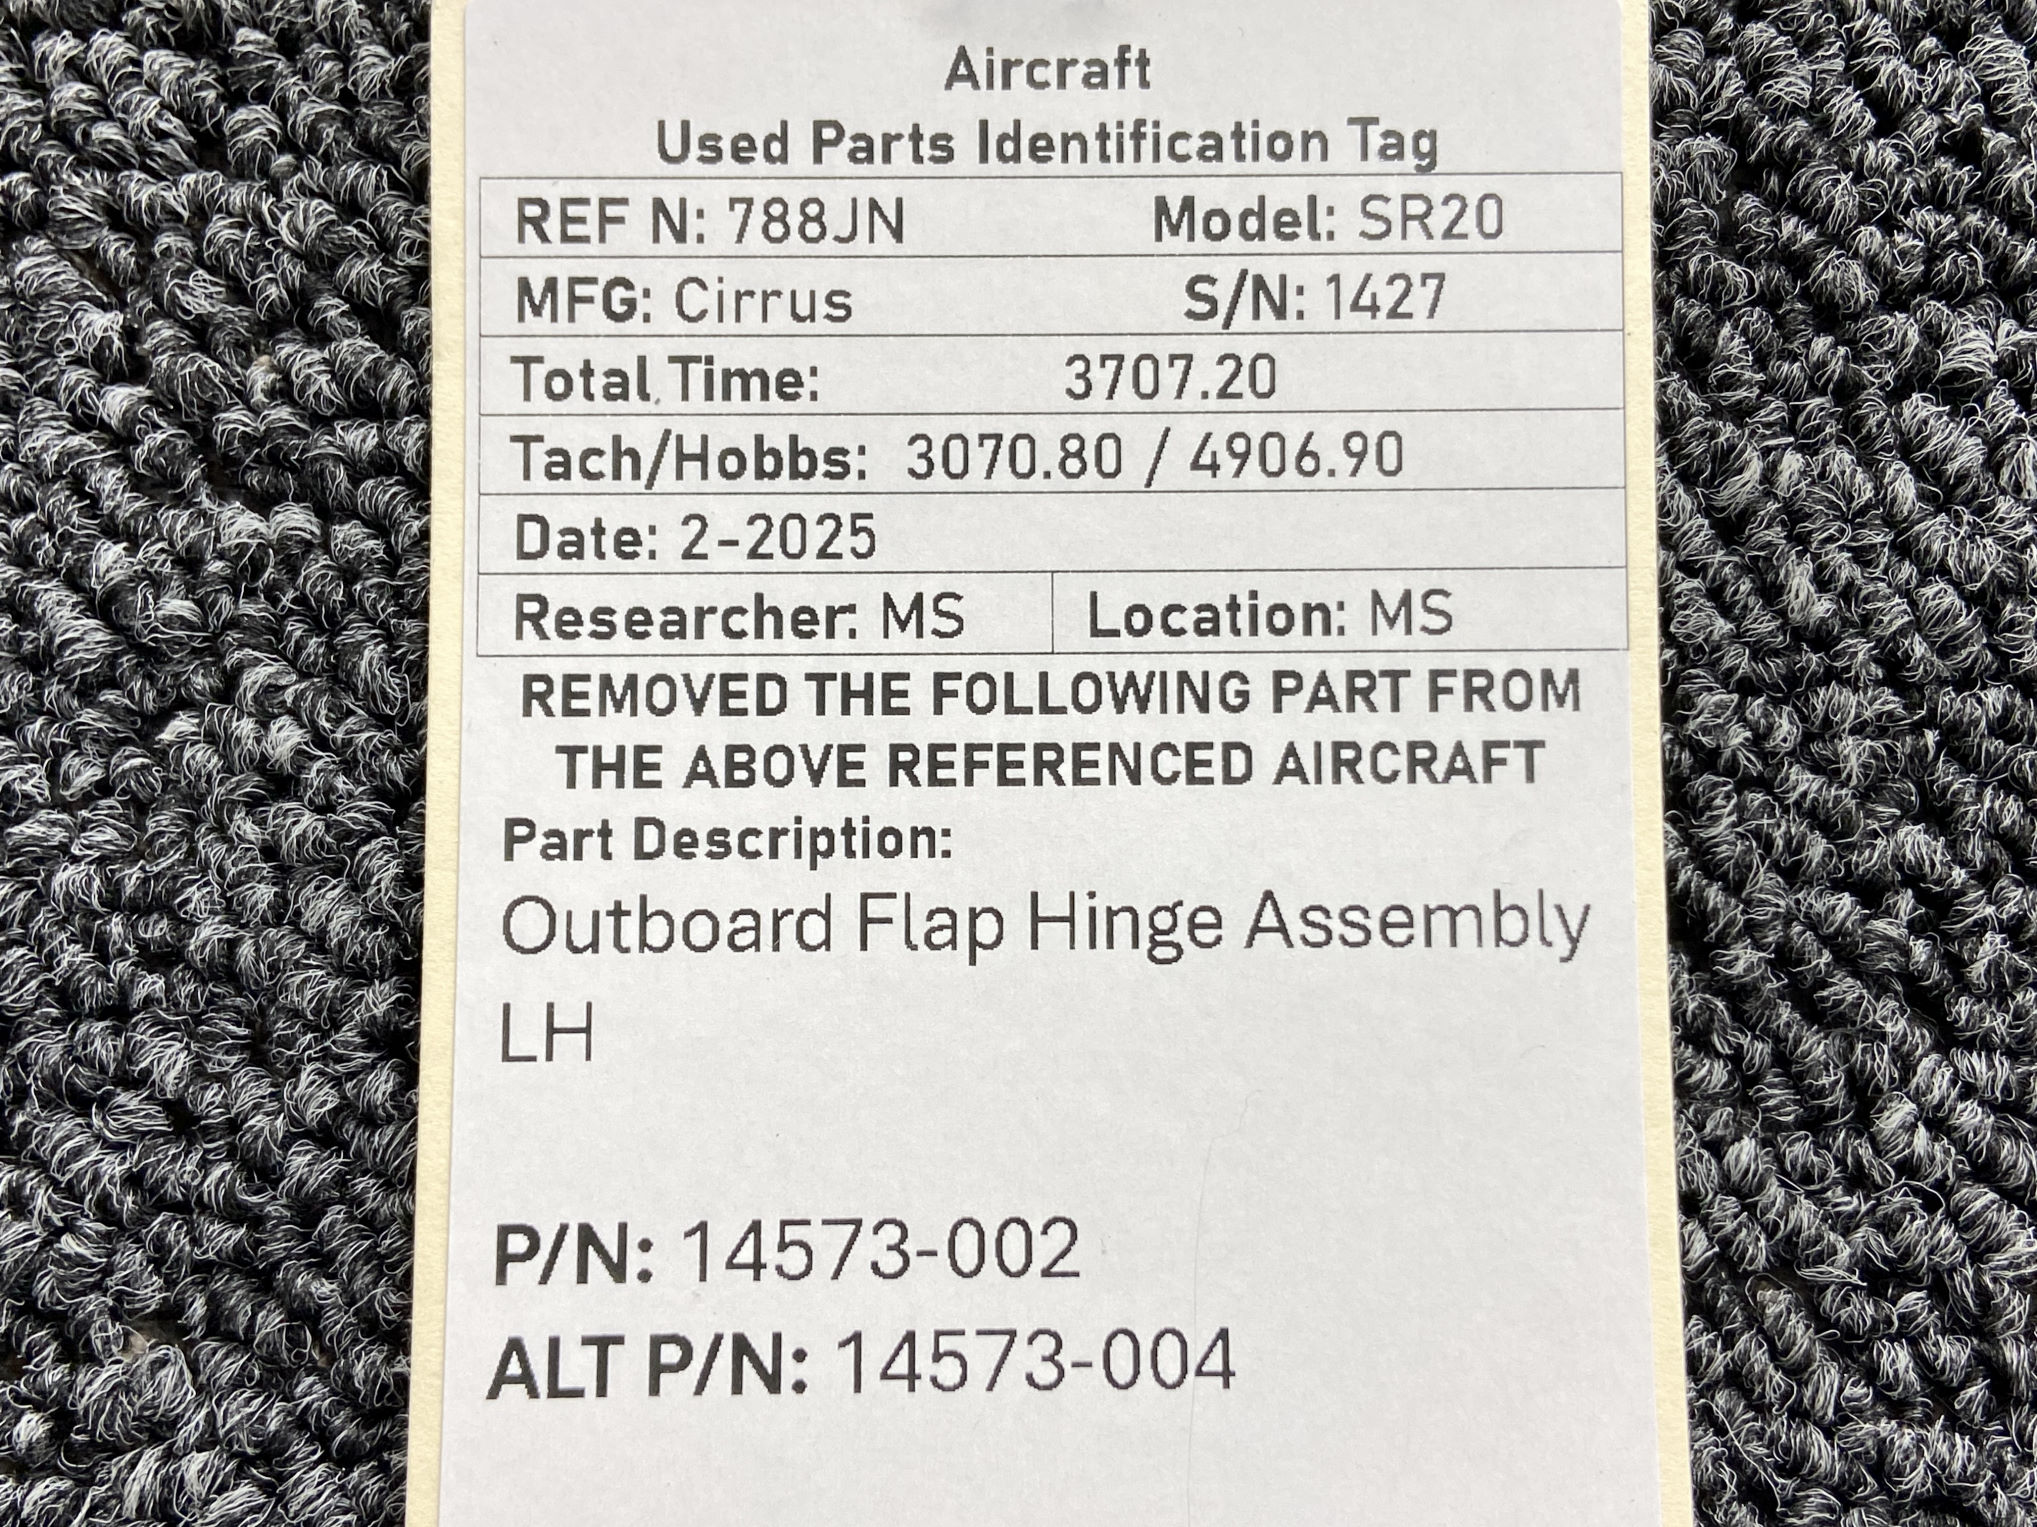 Aircraft
Used Parts Identification Tag
REF N: 788JN Model: SR20
MFG: Cirrus S/N: 1427
Total Time: 3707.20
Tach/Hobbs: 3070.80 / 4906.90
Date: 2-2025
Researcher: MS Location: MS
REMOVED THE FOLLOWING PART FROM
THE ABOVE REFERENCED AIRCRAFT
Part Description:
Outboard Flap Hinge Assembly
LH
P/N: 14573-002
ALT P/N: 14573-004